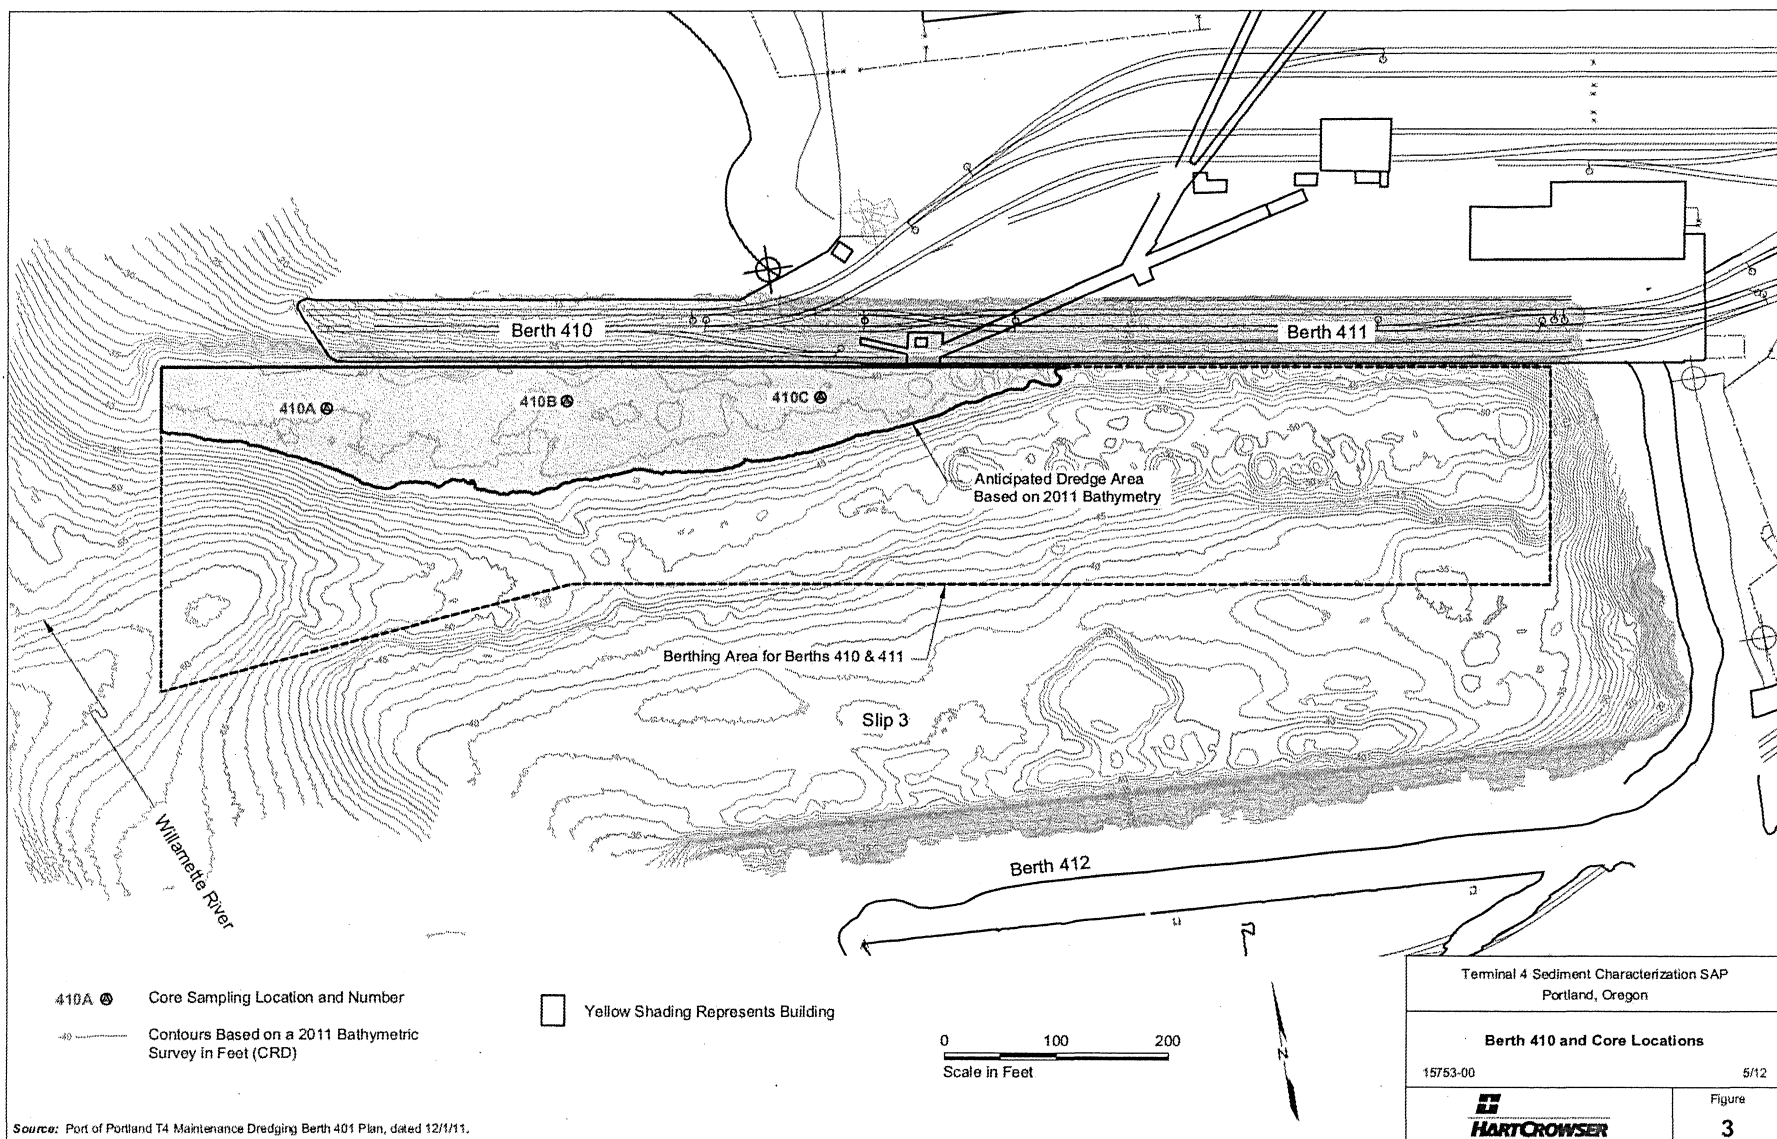 Berth 410
Berth 411
410A
410B
410C
Anticipated Dredge Area
Based on 2011 Bathymetry
Berthing Area for Berths 410 & 411
Slip 3
Willamette River
Berth 412
410A
Core Sampling Location and Number
-40
Contours Based on a 2011 Bathymetric
Survey in Feet (CRD)
Yellow Shading Represents Building
0 100 200
Scale in Feet
Z
Terminal 4 Sediment Characterization SAP
Portland, Oregon
Berth 410 and Core Locations
15753-00 5/12
HARTCROWSER
Figure
3
Source: Port of Portland T4 Maintenance Dredging Berth 401 Plan, dated 12/1/11.